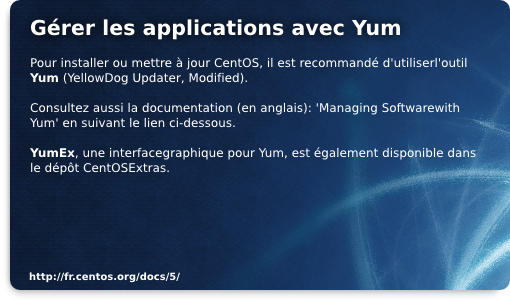 Gérer les applications avec Yum
Pour installer ou mettre à jour CentOS, il est recommandé d'utiliserl'outil
Yum (YellowDog Updater, Modified).
Consultez aussi la documentation (en anglais): 'Managing Softwarewith
Yum' en suivant le lien ci-dessous.
YumEx, une interfacegraphique pour Yum, est également disponible dans
le dépôt CentOSExtras.
http://fr.centos.org/docs/5/